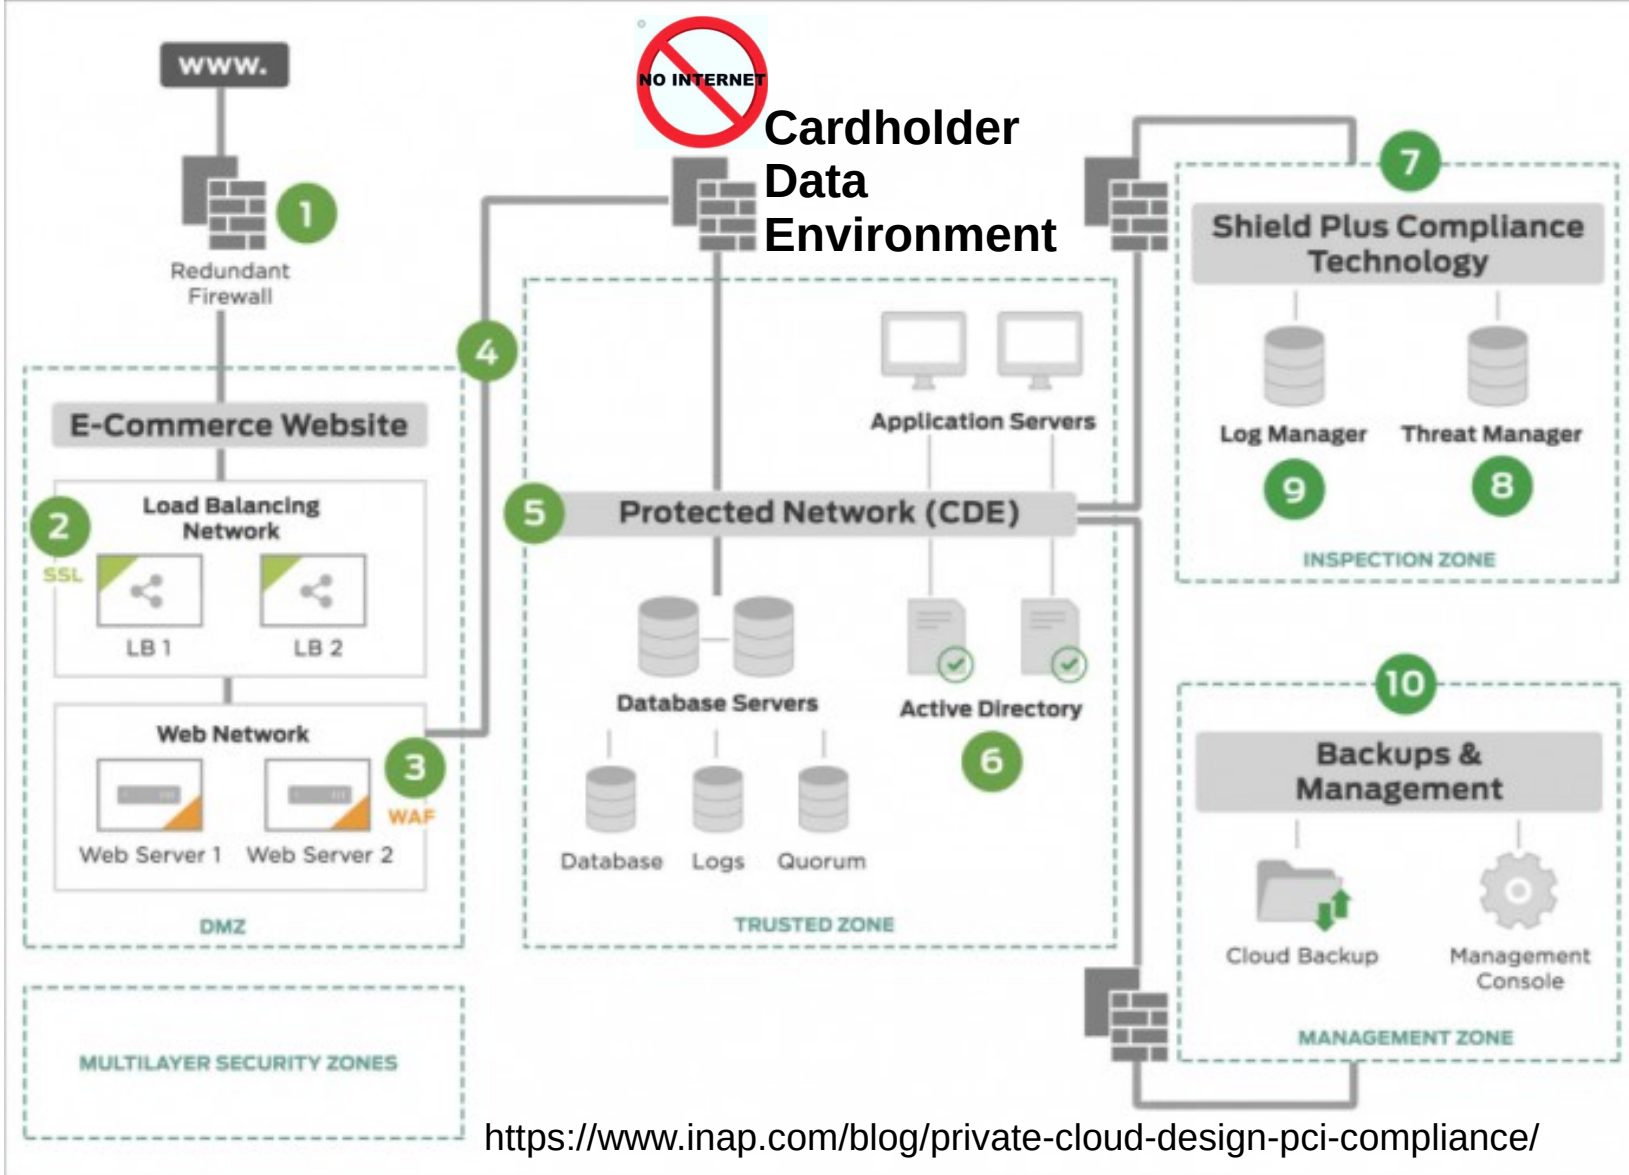 www.
NO INTERNET
Cardholder
Data
Environment
1
Redundant
Firewall
E-Commerce Website
2
SSL
Load Balancing
Network
LB 1
LB 2
Web Network
3
WAF
Web Server 1
Web Server 2
DMZ
MULTILAYER SECURITY ZONES
4
Application Servers
5
Protected Network (CDE)
Database Servers
Active Directory
6
Database
Logs
Quorum
TRUSTED ZONE
7
Shield Plus Compliance
Technology
Log Manager
Threat Manager
9
8
INSPECTION ZONE
10
Backups &
Management
Cloud Backup
Management
Console
MANAGEMENT ZONE
https://www.inap.com/blog/private-cloud-design-pci-compliance/